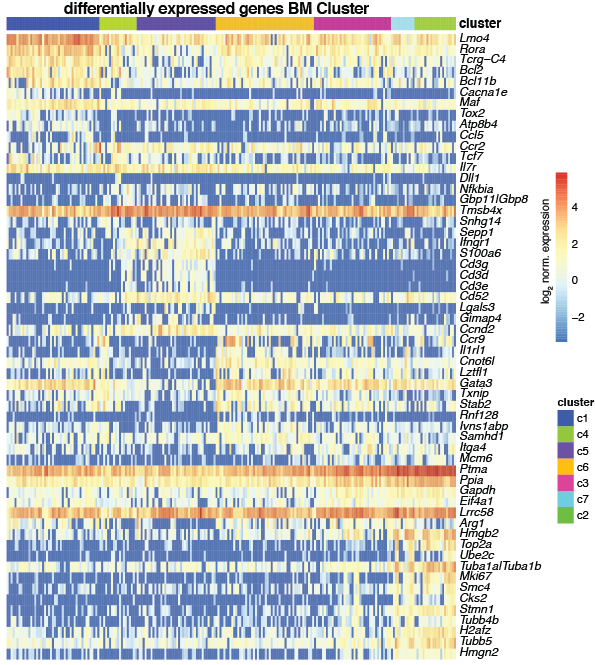 differentially expressed genes BM Cluster
cluster
Lmo4
Rora
Tcrg-C4
Bcl2
Bcl11b
Cacna1e
Maf
Tox2
Atp8b4
Ccl5
Ccr2
Tcf7
Il7r
Dll1
Nfkbia
Gbp11|Gbp8
Tmsb4x
Snhg14
Sepp1
Ifngr1
S100a6
Cd3g
Cd3d
Cd3e
Cd52
Lgals3
Gimap4
Ccnd2
Ccr9
Il1rl1
Cnot6l
Lztfl1
Gata3
Txnip
Stab2
Rnf128
Ivns1abp
Samhd1
Itga4
Mcm6
Ptma
Ppia
Gapdh
Eif4a1
Lrrc58
Arg1
Hmgb2
Top2a
Ube2c
Tuba1a|Tuba1b
Mki67
Smc4
Cks2
Stmn1
Tubb4b
H2afz
Tubb5
Hmgn2
log2 norm. expression
4
2
0
−2
cluster
c1
c4
c5
c6
c3
c7
c2